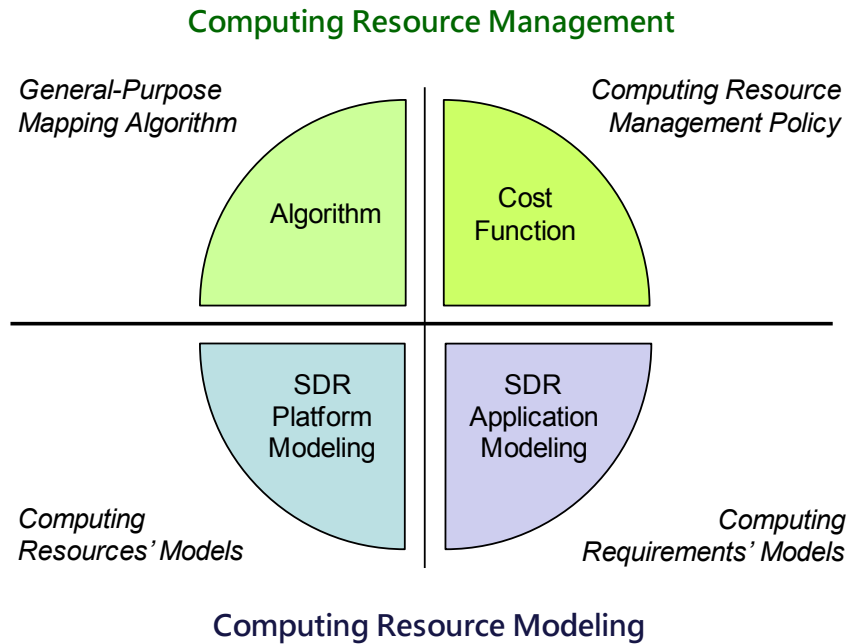 Computing Resource Management
General-Purpose
Mapping Algorithm
Computing Resource
Management Policy
Algorithm
Cost
Function
SDR
Platform
Modeling
SDR
Application
Modeling
Computing
Resources’ Models
Computing
Requirements’ Models
Computing Resource Modeling